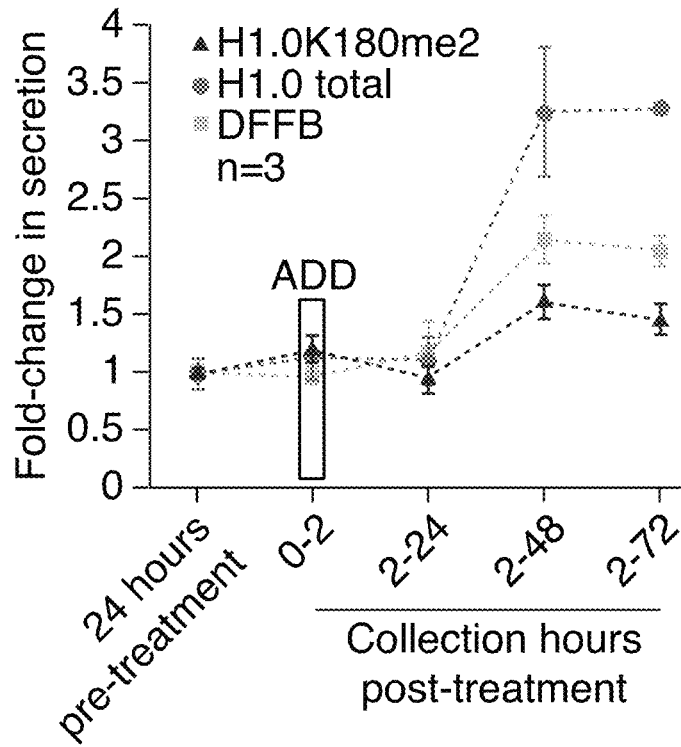 Fold-change in secretion
4
3.5
3
2.5
2
1.5
1
0.5
0
H1.0K180me2
H1.0 total
DFFB
n=3
ADD
24 hours
pre-treatment
0-2
2-24
2-48
2-72
Collection hours
post-treatment